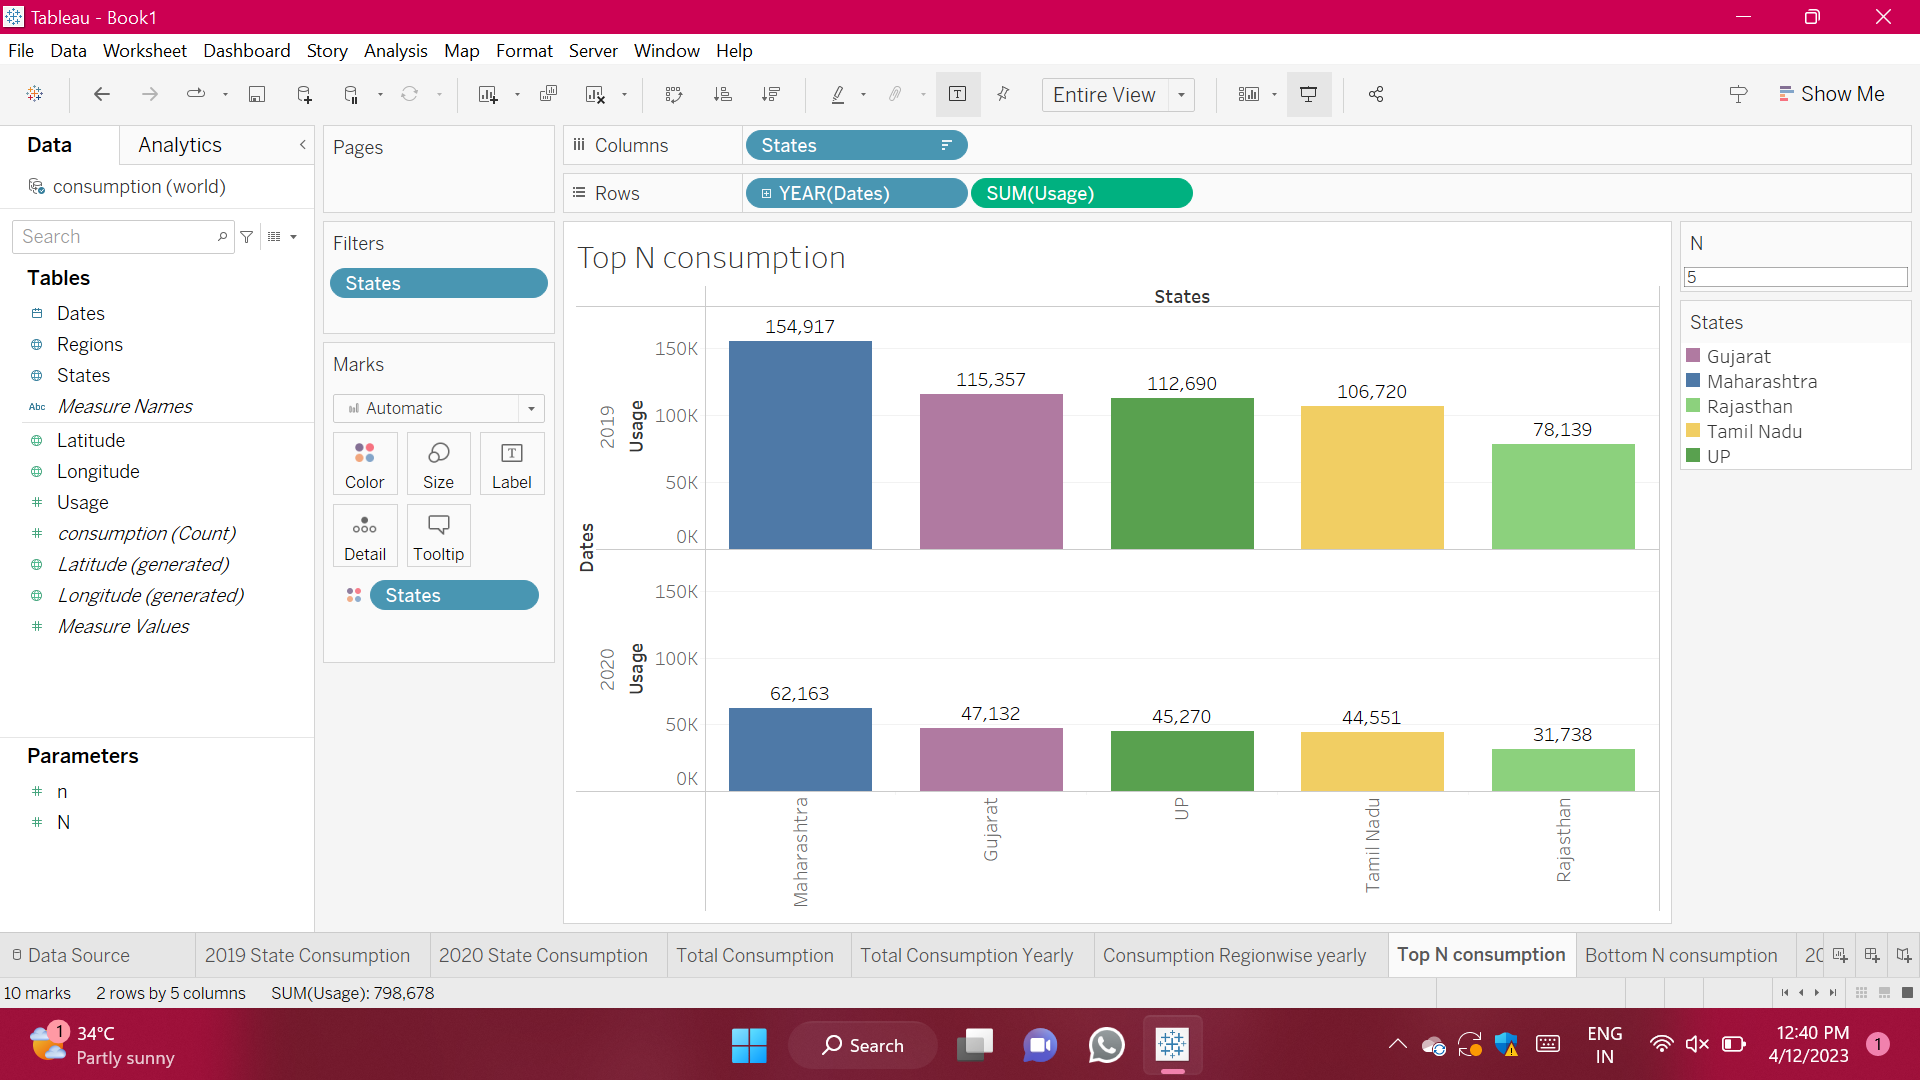 Tableau - Book1
File Data Worksheet Dashboard Story Analysis Map Format Server Window Help
Entire View
Show Me
Data Analytics
consumption (world)
Search
Tables
Dates
Regions
States
Abc Measure Names
Latitude
Longitude
Usage
consumption (Count)
Latitude (generated)
Longitude (generated)
Measure Values
Parameters
n
N
Pages
Filters
States
Marks
Automatic
Color Size Label
Detail Tooltip
States
Columns States
Rows YEAR(Dates) SUM(Usage)
Top N consumption
States
Dates
2019
Usage
150K
100K
50K
0K
154,917
115,357
112,690
106,720
78,139
2020
Usage
150K
100K
50K
0K
62,163
47,132
45,270
44,551
31,738
Maharashtra
Gujarat
UP
Tamil Nadu
Rajasthan
N
5
States
Gujarat
Maharashtra
Rajasthan
Tamil Nadu
UP
Data Source 2019 State Consumption 2020 State Consumption Total Consumption Total Consumption Yearly Consumption Regionwise yearly Top N consumption Bottom N consumption
10 marks 2 rows by 5 columns SUM(Usage): 798,678
1
34°C
Partly sunny
Search
ENG
IN
12:40 PM
4/12/2023
1